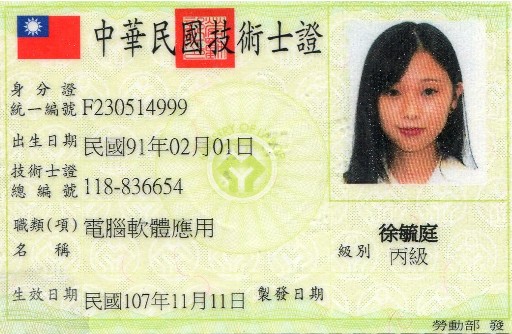 中華民國技術士證
身分證
統一編號 F230514999
出生日期 民國91年02月01日
技術士證
總編號 118-836654
職類(項) 電腦軟體應用
名稱
徐毓庭
級別 丙級
生效日期 民國107年11月11日 製發日期
勞動部 發